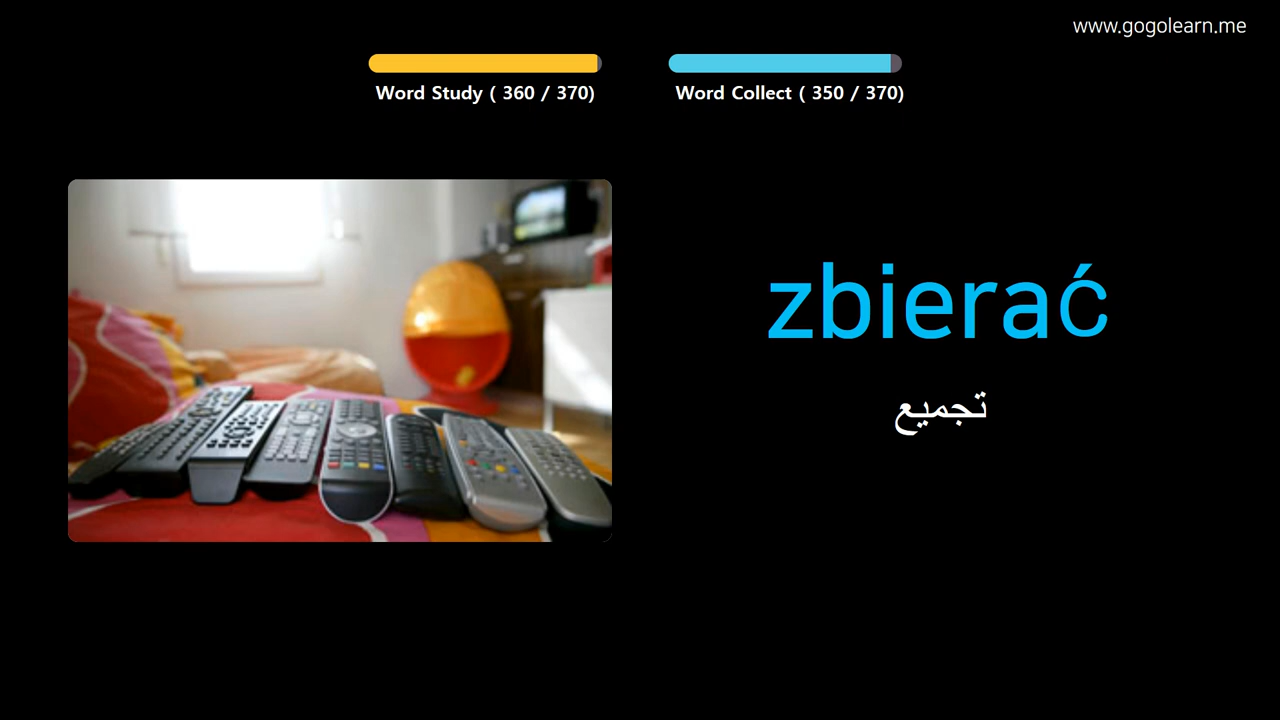 www.gogolearn.me
Word Study ( 360 / 370)
Word Collect ( 350 / 370)
zbierać
تجميع